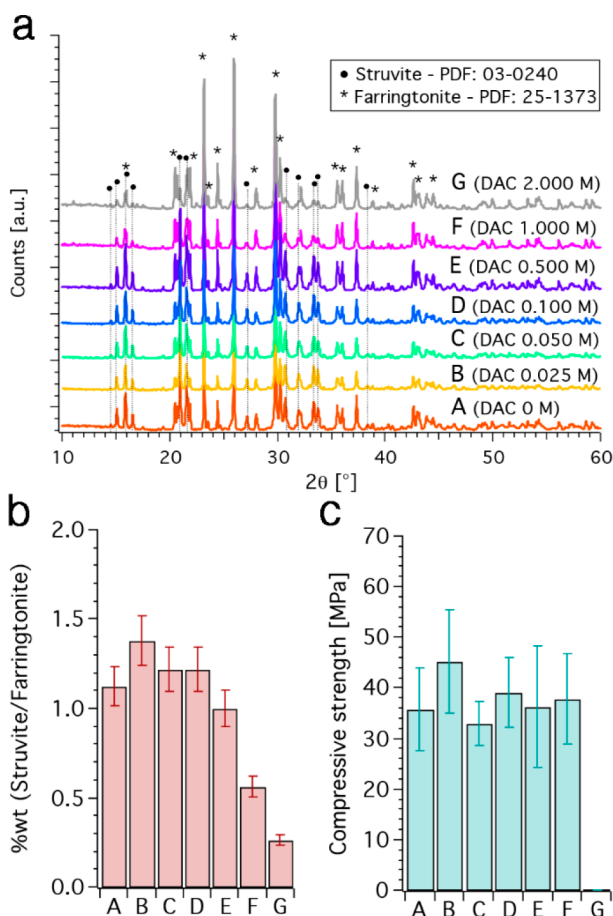 a
• Struvite - PDF: 03-0240
* Farringtonite - PDF: 25-1373
Counts [a.u.]
G (DAC 2.000 M)
F (DAC 1.000 M)
E (DAC 0.500 M)
D (DAC 0.100 M)
C (DAC 0.050 M)
B (DAC 0.025 M)
A (DAC 0 M)
10 20 30 40 50 60
2θ [°]
b
%wt (Struvite/Farringtonite)
2.0
1.5
1.0
0.5
0.0
A B C D E F G
c
Compressive strength [MPa]
70
60
50
40
30
20
10
0
A B C D E F G